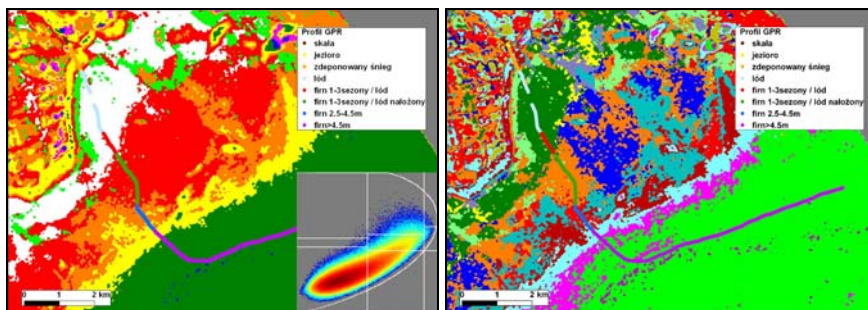 Profil GPR
skała
jezioro
zdeponowany śnieg
lód
firn 1-3sezony / lód
firn 1-3sezony / lód nałożony
firn 2.5-4.5m
firn>4.5m
0 1 2 km
Profil GPR
skała
jezioro
zdeponowany śnieg
lód
firn 1-3sezony / lód
firn 1-3sezony / lód nałożony
firn 2.5-4.5m
firn>4.5m
0 1 2 km